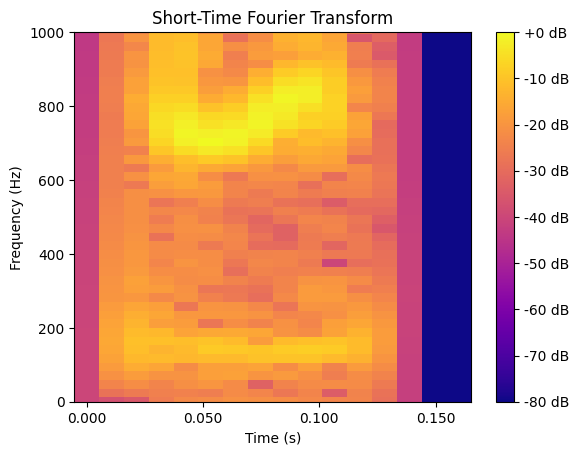 Short-Time Fourier Transform
1000
800
600
400
200
0
Frequency (Hz)
0.000
0.050
0.100
0.150
Time (s)
+0 dB
-10 dB
-20 dB
-30 dB
-40 dB
-50 dB
-60 dB
-70 dB
-80 dB